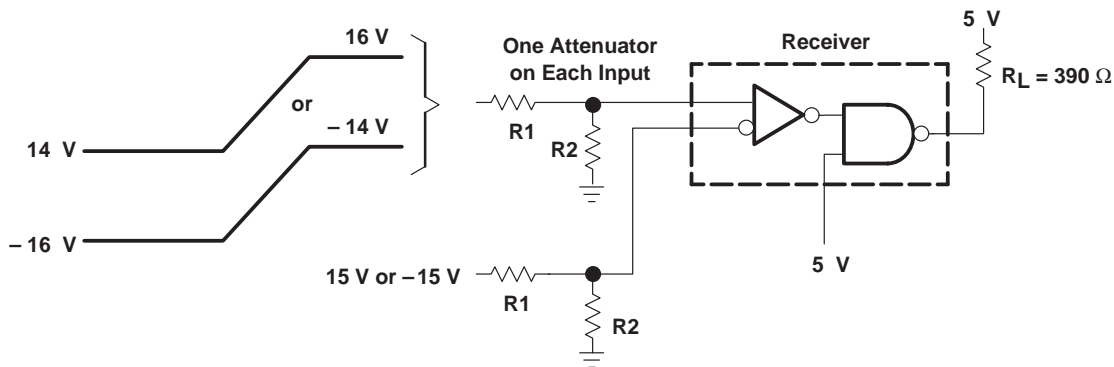 16 V
or
– 14 V
14 V
– 16 V
One Attenuator
on Each Input
R1
R2
Receiver
5 V
RL = 390 Ω
5 V
15 V or – 15 V
R1
R2